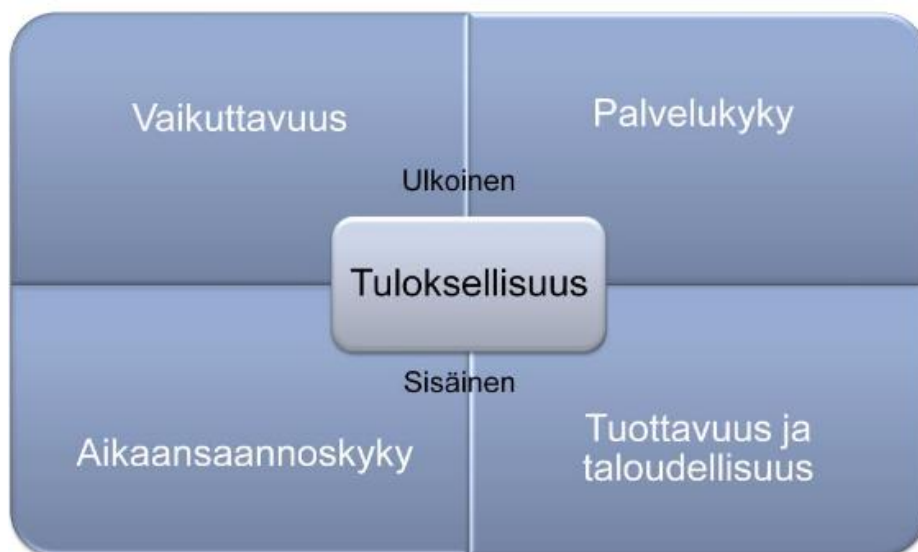 Vaikuttavuus
Palvelukyky
Ulkoinen
Tuloksellisuus
Sisäinen
Aikaansaannoskyky
Tuottavuus ja
taloudellisuus